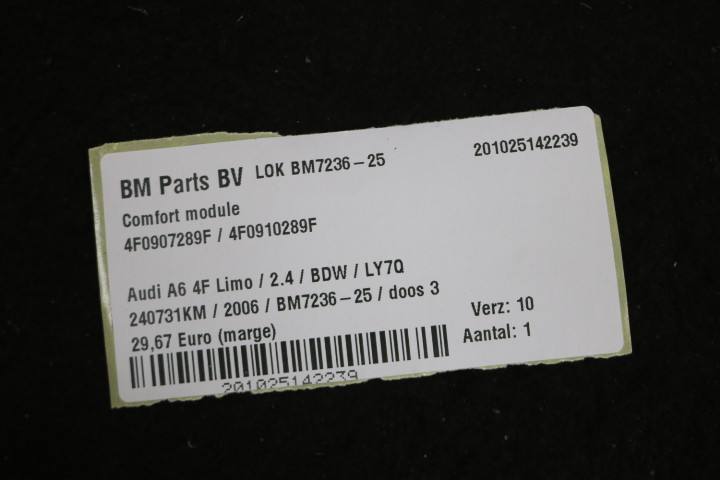 BM Parts BV LOK BM7236-25 201025142239
Comfort module
4F0907289F / 4F0910289F
Audi A6 4F Limo / 2.4 / BDW / LY7Q
240731KM / 2006 / BM7236-25 / doos 3
29,67 Euro (marge)
Verz: 10
Aantal: 1
201025142239